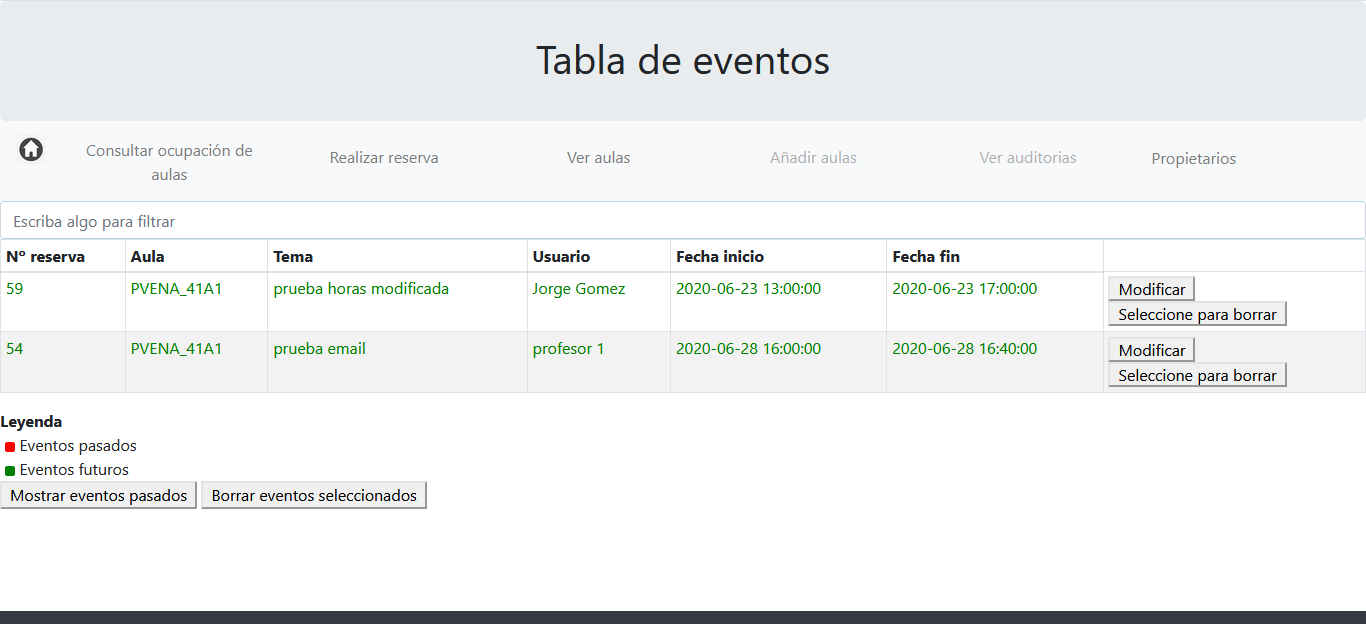 Tabla de eventos
Consultar ocupación de
aulas
Realizar reserva
Ver aulas
Añadir aulas
Ver auditorias
Propietarios
Escriba algo para filtrar
Nº reserva Aula Tema Usuario Fecha inicio Fecha fin
59 PVENA_41A1 prueba horas modificada Jorge Gomez 2020-06-23 13:00:00 2020-06-23 17:00:00 Modificar
Seleccione para borrar
54 PVENA_41A1 prueba email profesor 1 2020-06-28 16:00:00 2020-06-28 16:40:00 Modificar
Seleccione para borrar
Leyenda
Eventos pasados
Eventos futuros
Mostrar eventos pasados Borrar eventos seleccionados